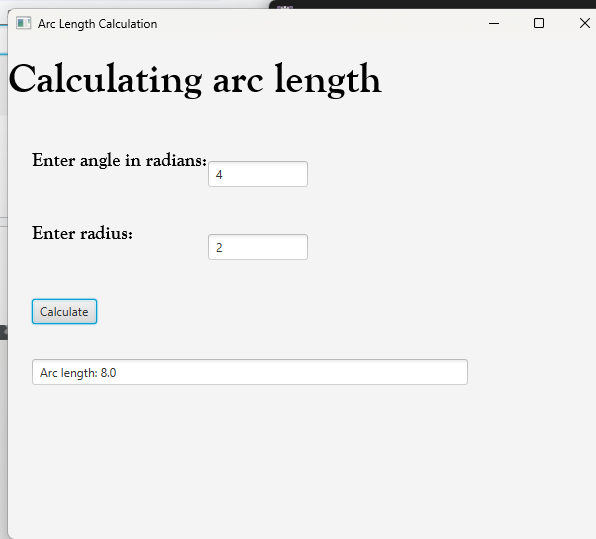 Arc Length Calculation
Calculating arc length
Enter angle in radians:
4
Enter radius:
2
Calculate
Arc length: 8.0